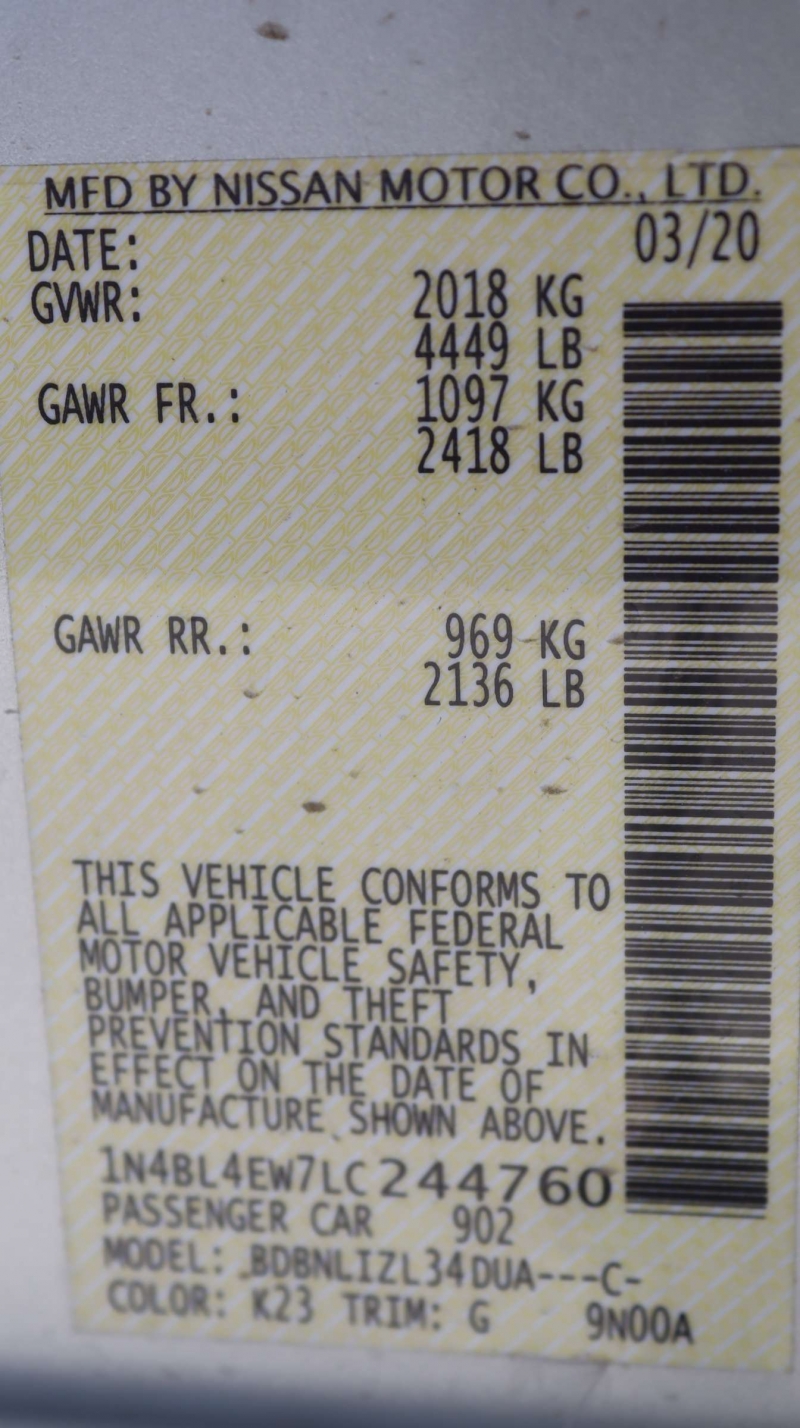 MFD BY NISSAN MOTOR CO., LTD.
DATE: 03/20
GVWR: 2018 KG
4449 LB
GAWR FR.: 1097 KG
2418 LB
GAWR RR.: 969 KG
2136 LB
THIS VEHICLE CONFORMS TO
ALL APPLICABLE FEDERAL
MOTOR VEHICLE SAFETY,
BUMPER, AND THEFT
PREVENTION STANDARDS IN
EFFECT ON THE DATE OF
MANUFACTURE SHOWN ABOVE.
1N4BL4EW7LC244760
PASSENGER CAR 902
MODEL: BDBNLIZL34DUA---C-
COLOR: K23 TRIM: G 9N00A